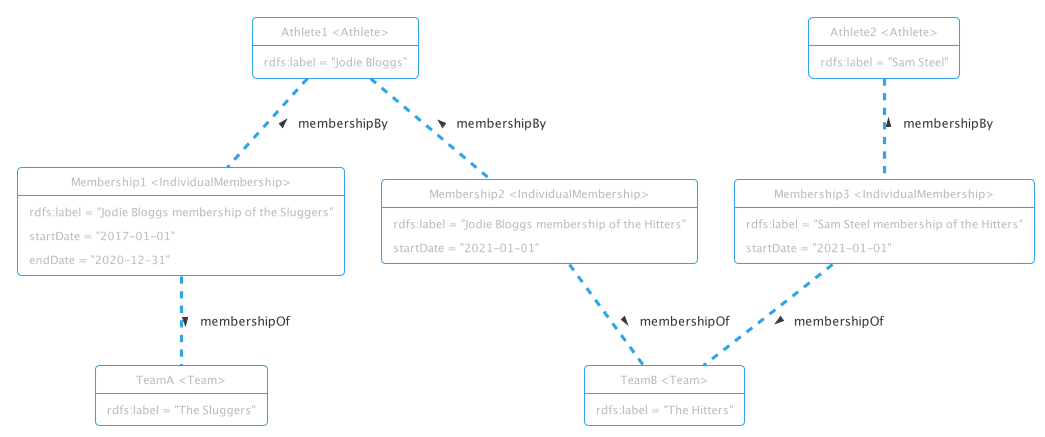 Athlete1 <Athlete>
rdfs:label = "Jodie Bloggs"
Athlete2 <Athlete>
rdfs:label = "Sam Steel"
membershipBy
membershipBy
membershipBy
Membership1 <IndividualMembership>
rdfs:label = "Jodie Bloggs membership of the Sluggers"
startDate = "2017-01-01"
endDate = "2020-12-31"
Membership2 <IndividualMembership>
rdfs:label = "Jodie Bloggs membership of the Hitters"
startDate = "2021-01-01"
Membership3 <IndividualMembership>
rdfs:label = "Sam Steel membership of the Hitters"
startDate = "2021-01-01"
membershipOf
membershipOf
membershipOf
TeamA <Team>
rdfs:label = "The Sluggers"
TeamB <Team>
rdfs:label = "The Hitters"